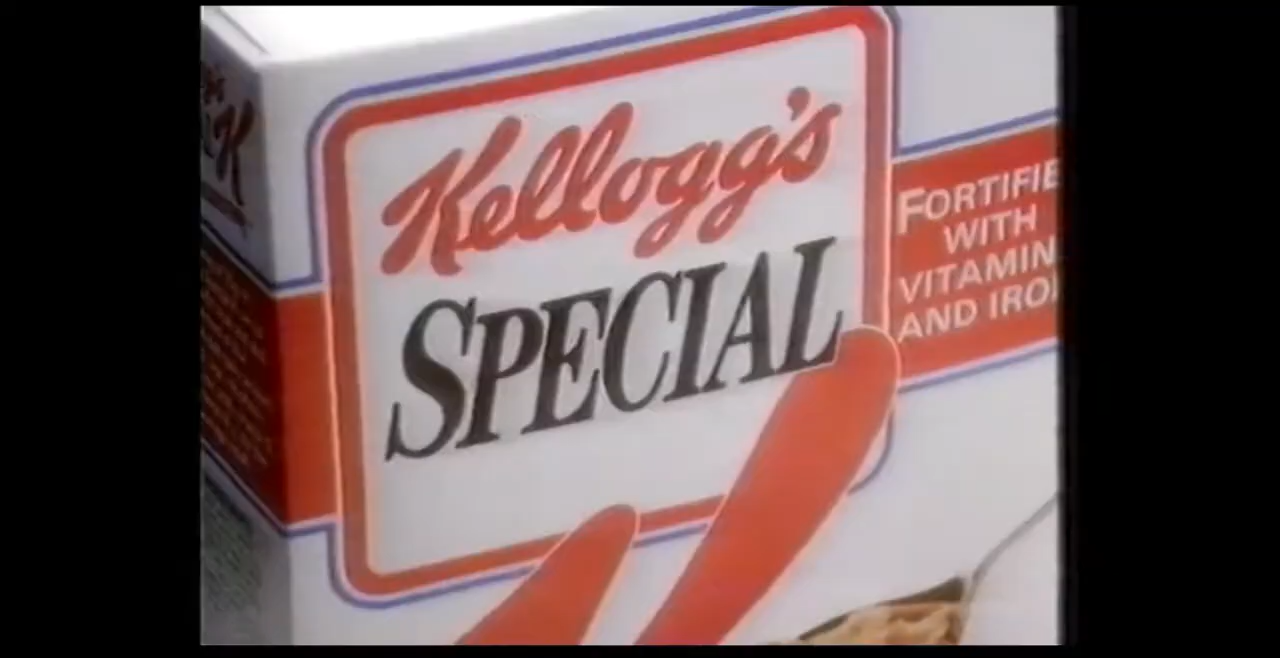 Kellogg's
SPECIAL
K
FORTIFIE
WITH
VITAMIN
AND IRO